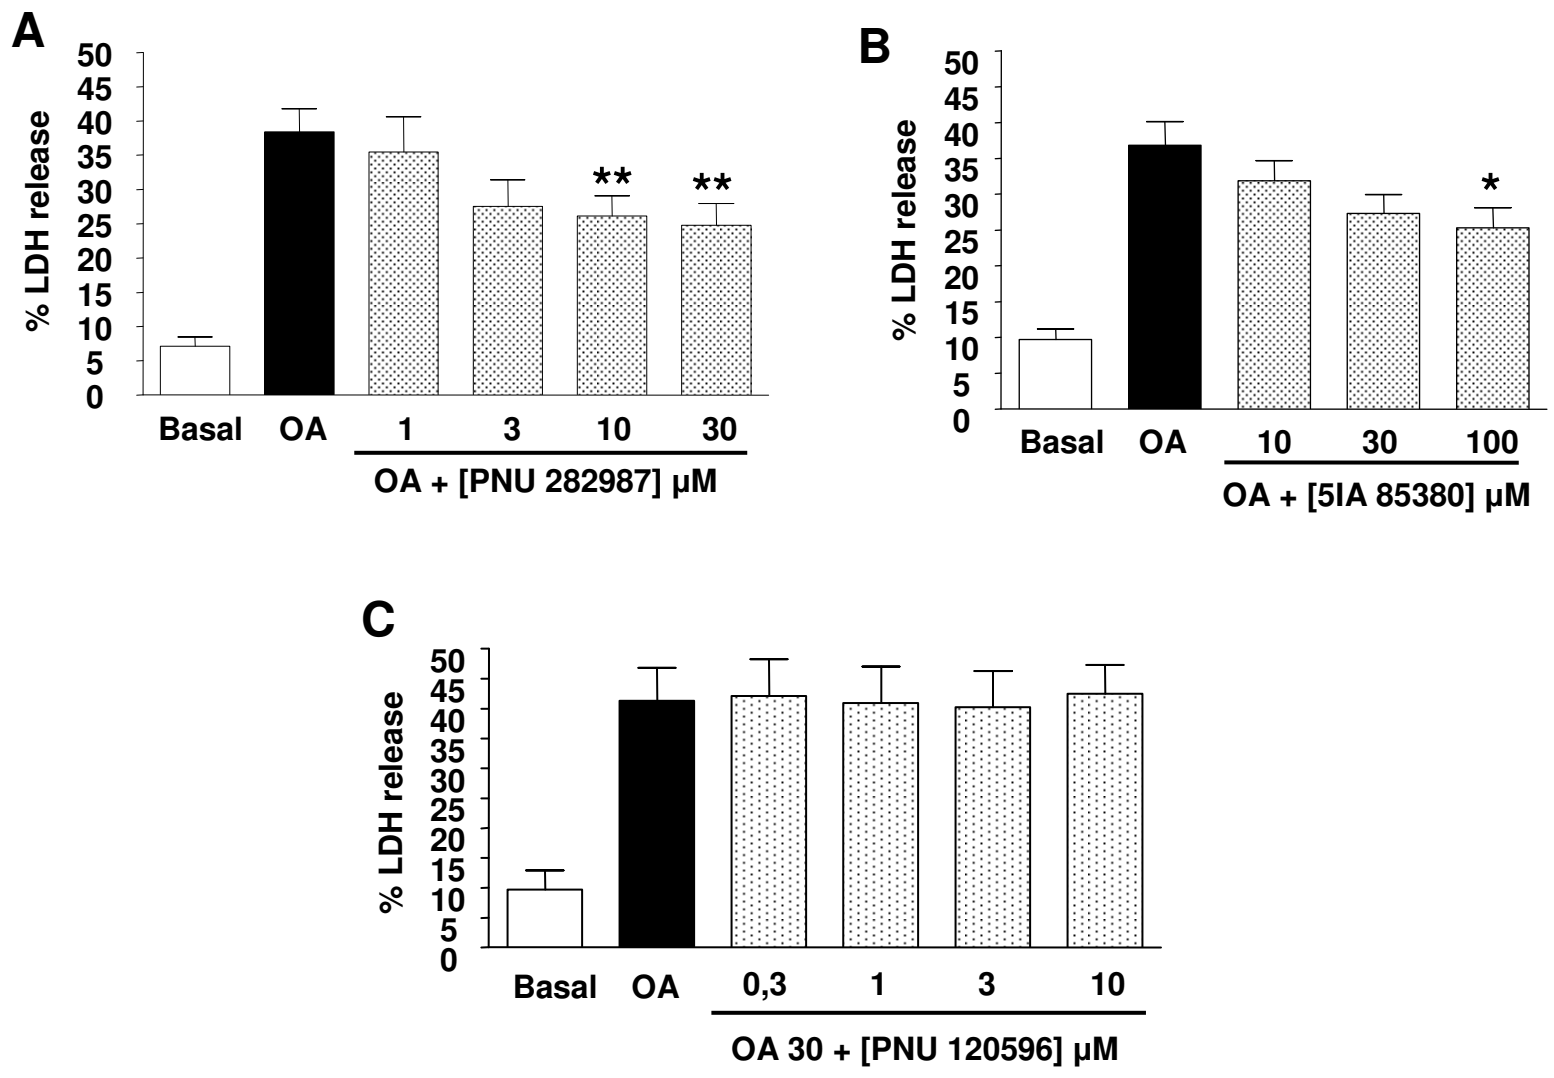 A
% LDH release
50
45
40
35
30
25
20
15
10
5
0
** **
Basal OA 1 3 10 30
OA + [PNU 282987] µM
B
% LDH release
50
45
40
35
30
25
20
15
10
5
0
*
Basal OA 10 30 100
OA + [5IA 85380] µM
C
% LDH release
50
45
40
35
30
25
20
15
10
5
0
Basal OA 0,3 1 3 10
OA 30 + [PNU 120596] µM